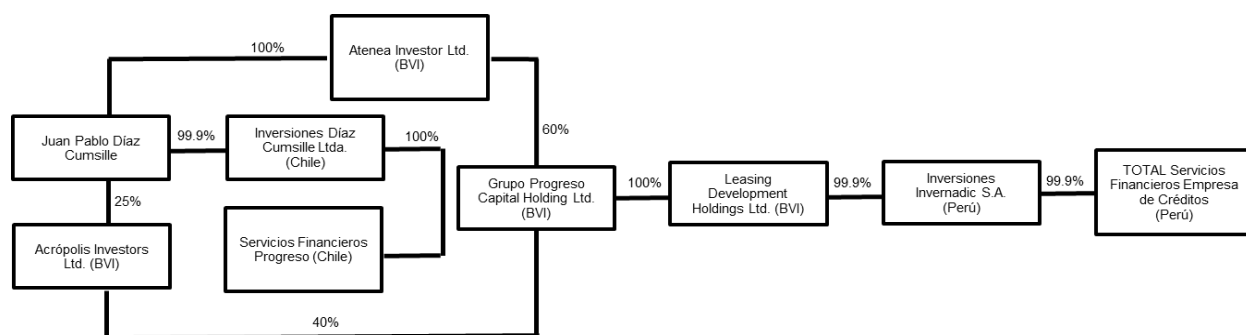 100%
Atenea Investor Ltd.
(BVI)
Juan Pablo Díaz
Cumsille
99.9%
Inversiones Díaz
Cumsille Ltda.
(Chile)
100%
60%
25%
Grupo Progreso
Capital Holding Ltd.
(BVI)
100%
Leasing
Development
Holdings Ltd. (BVI)
99.9%
Inversiones
Invernadic S.A.
(Perú)
99.9%
TOTAL Servicios
Financieros Empresa
de Créditos
(Perú)
Acrópolis Investors
Ltd. (BVI)
Servicios Financieros
Progreso (Chile)
40%